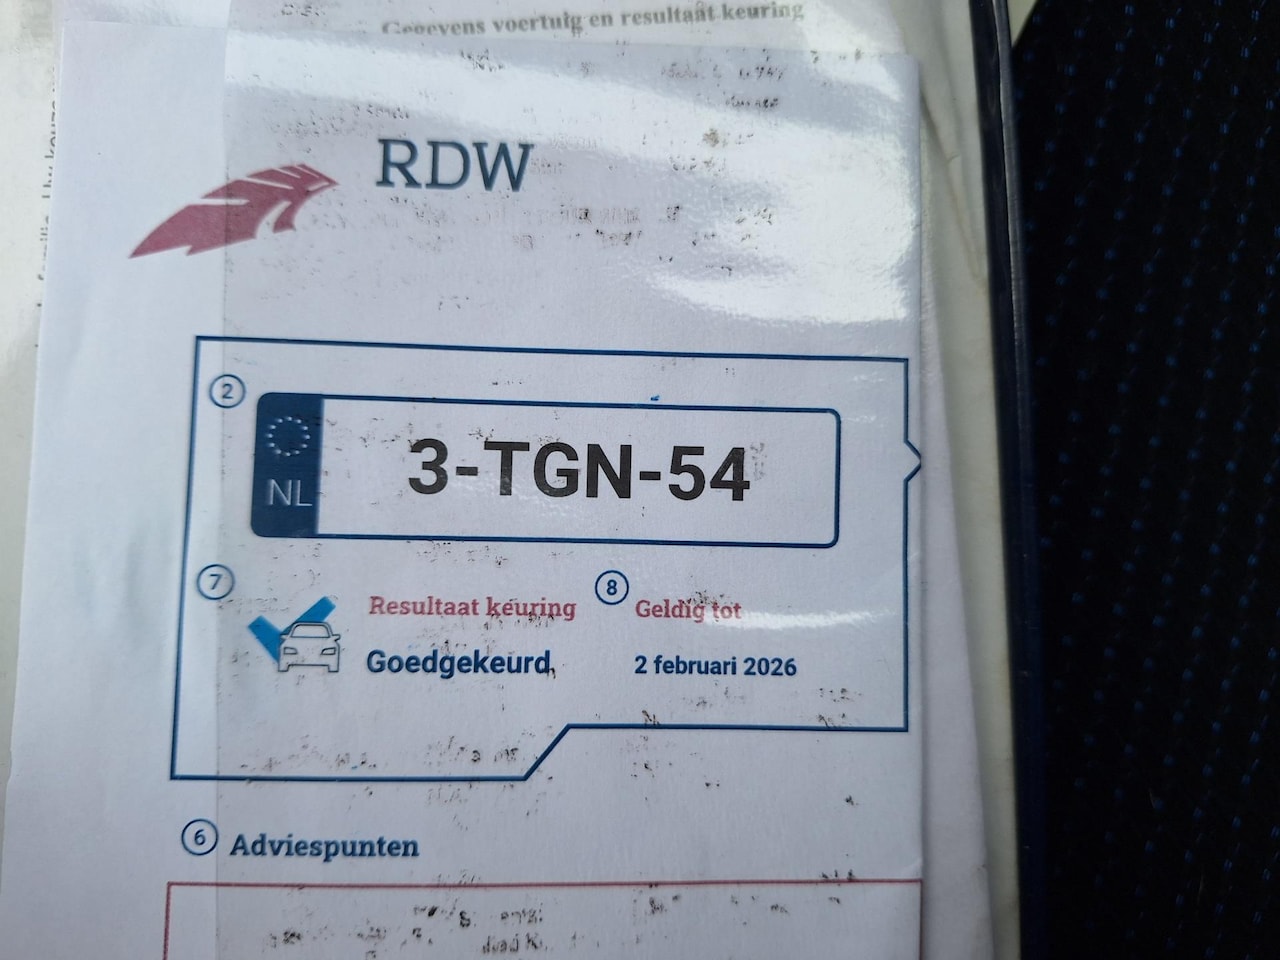 Gegevens voertuig en resultaat keuring
RDW
2
NL
3-TGN-54
7
Resultaat keuring
8
Geldig tot
Goedgekeurd
2 februari 2026
6
Adviespunten